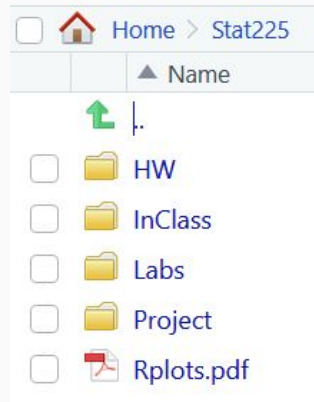 Home > Stat225
▲ Name
..
HW
InClass
Labs
Project
Rplots.pdf